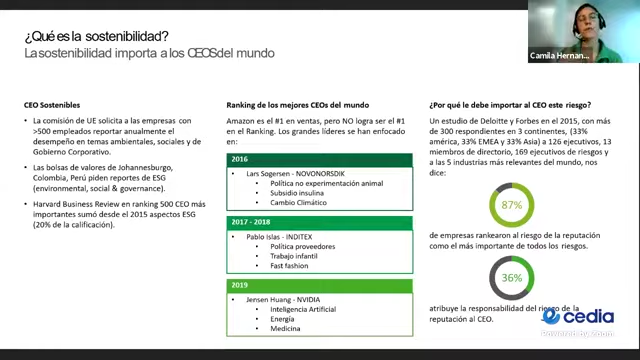 ¿Qué es la sostenibilidad?
La sostenibilidad importa a los CEOS del mundo
CEO Sostenibles
• La comisión de UE solicita a las empresas con
>500 empleados reportar anualmente el
desempeño en temas ambientales, sociales y de
Gobierno Corporativo.
• Las bolsas de valores de Johannesburgo,
Colombia, Perú piden reportes de ESG
(environmental, social & governance).
• Harvard Business Review en ranking 500 CEO más
importantes sumó desde el 2015 aspectos ESG
(20% de la calificación).
Ranking de los mejores CEOs del mundo
Amazon es el #1 en ventas, pero NO logra ser el #1
en el Ranking. Los grandes líderes se han enfocado
en:
2016
• Lars Sogersen - NOVONORSDIK
• Política no experimentación animal
• Subsidio insulina
• Cambio Climático
2017 - 2018
• Pablo Islas - INDITEX
• Política proveedores
• Trabajo infantil
• Fast fashion
2019
• Jensen Huang - NVIDIA
• Inteligencia Artificial
• Energía
• Medicina
¿Por qué le debe importar al CEO este riesgo?
Un estudio de Deloitte y Forbes en el 2015, con
más de 300 respondientes en 3 continentes, (33%
américa, 33% EMEA y 33% Asia) a 126 ejecutivos, 13
miembros de directorio, 169 ejecutivos de riesgos y
a las 5 industrias más relevantes del mundo, nos
dice:
87%
de empresas rankearon al riesgo de la reputación
como el más importante de todos los riesgos.
36%
atribuye la responsabilidad del riesgo de la
reputación al CEO.
Camila Hernan...
cedia
Powered by zoom